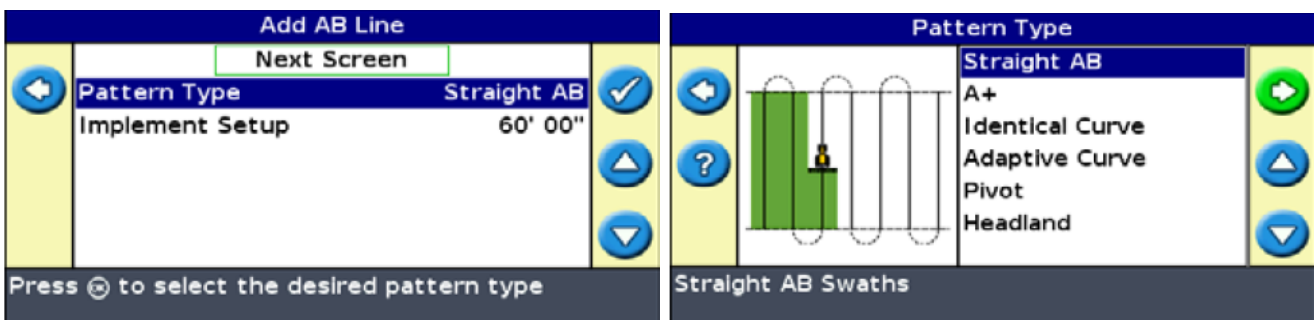 Add AB Line
Next Screen
Pattern Type Straight AB
Implement Setup 60' 00"
Press OK to select the desired pattern type
Pattern Type
Straight AB
A+
Identical Curve
Adaptive Curve
Pivot
Headland
?
Straight AB Swaths